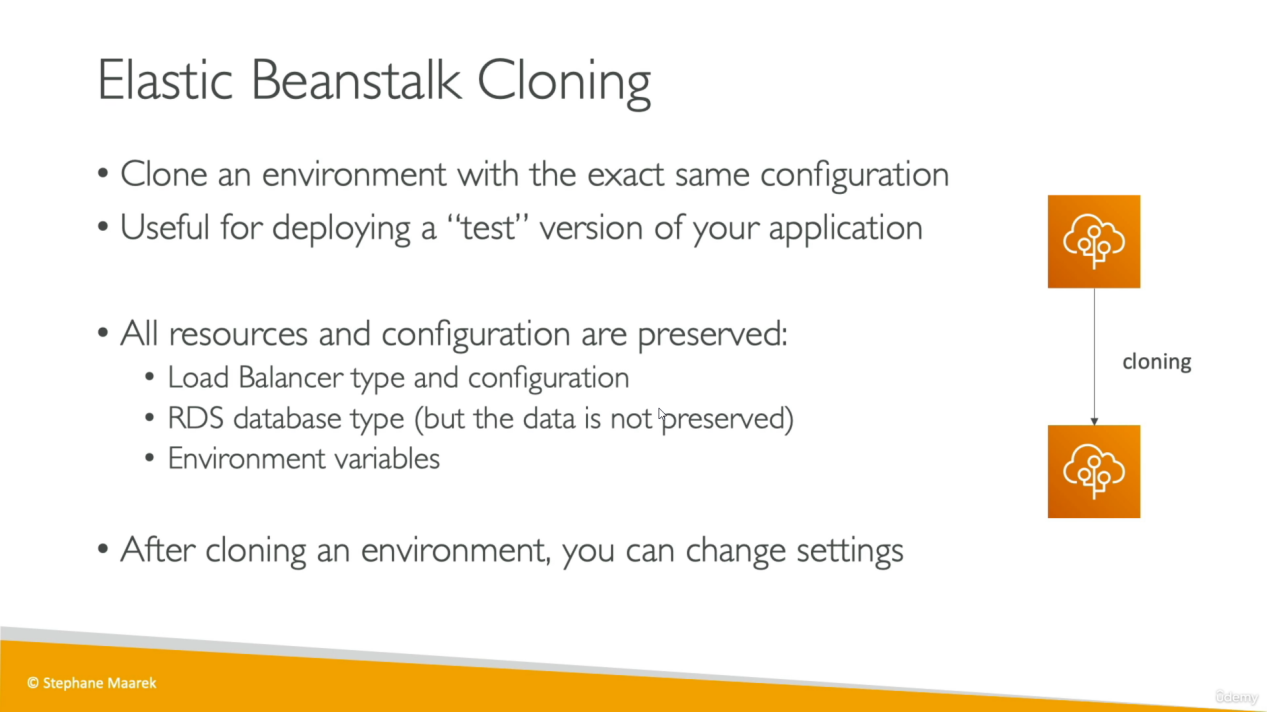 Elastic Beanstalk Cloning
• Clone an environment with the exact same configuration
• Useful for deploying a “test” version of your application
• All resources and configuration are preserved:
• Load Balancer type and configuration
• RDS database type (but the data is not preserved)
• Environment variables
• After cloning an environment, you can change settings
cloning
© Stephane Maarek
ûdemy